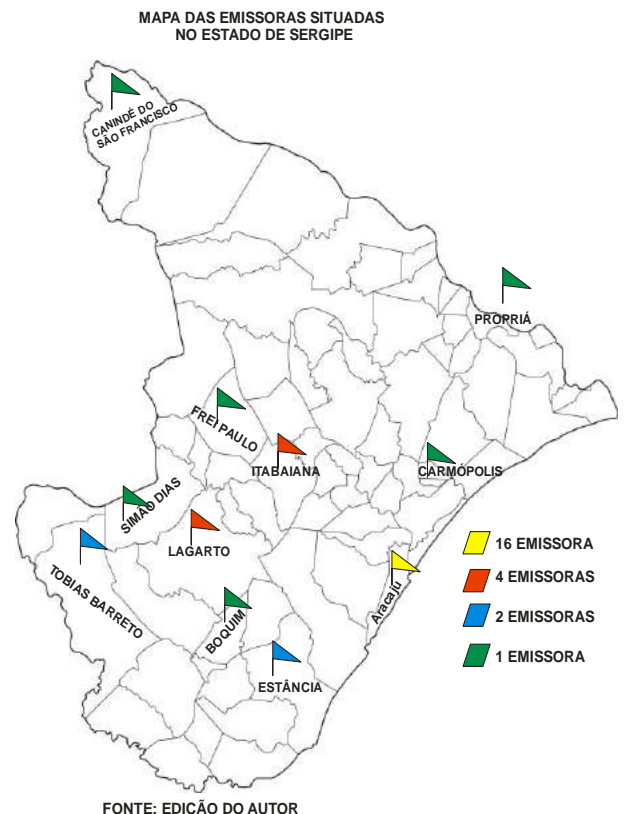 MAPA DAS EMISSORAS SITUADAS
NO ESTADO DE SERGIPE
CANINDÉ DO
SÃO FRANCISCO
PROPRIÁ
FREI PAULO
ITABAIANA
CARMÓPOLIS
SIMÃO DIAS
LAGARTO
TOBIAS BARRETO
BOQUIM
Aracaju
ESTÂNCIA
16 EMISSORA
4 EMISSORAS
2 EMISSORAS
1 EMISSORA
FONTE: EDIÇÃO DO AUTOR